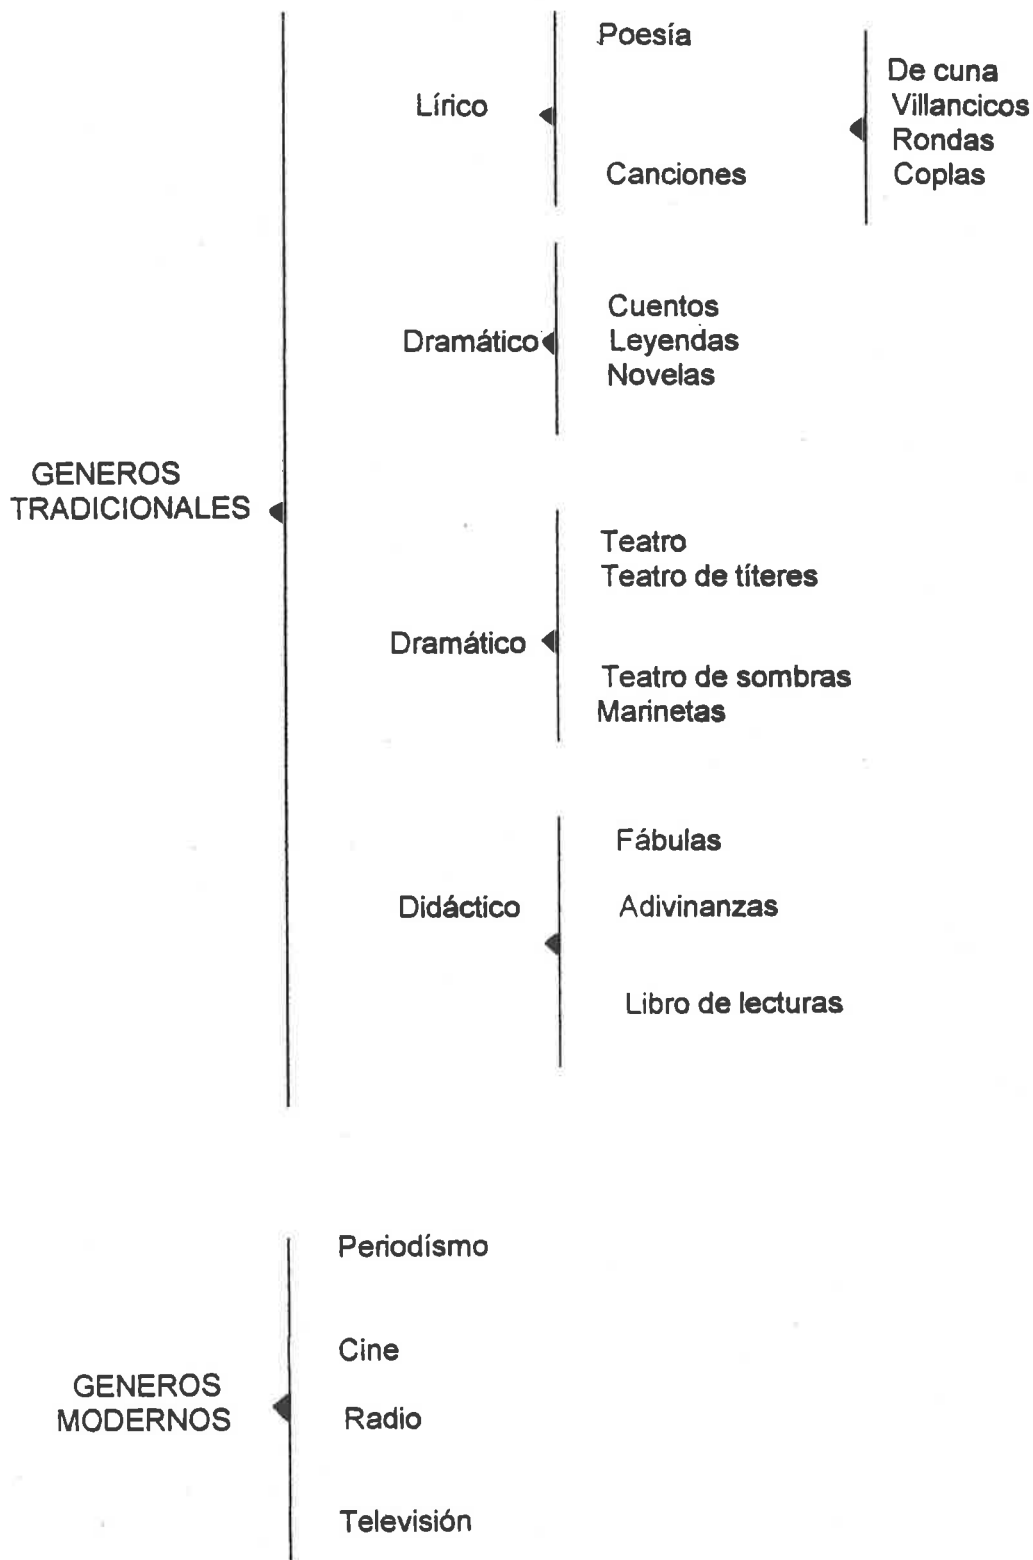 Poesía
De cuna
Lírico
Villancicos
Rondas
Canciones
Coplas
Cuentos
Dramático
Leyendas
Novelas
GENEROS
TRADICIONALES
Teatro
Teatro de títeres
Dramático
Teatro de sombras
Marinetas
Fábulas
Didáctico
Adivinanzas
Libro de lecturas
Periodísmo
Cine
GENEROS
MODERNOS
Radio
Televisión